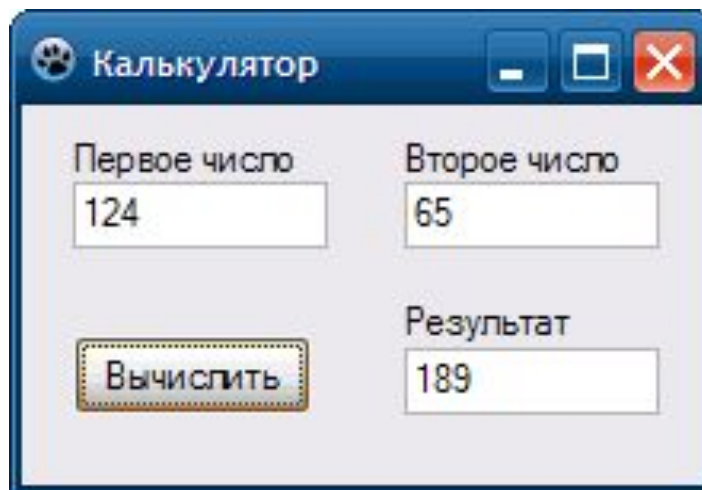 Калькулятор
Первое число
Второе число
124
65
Результат
Вычислить
189